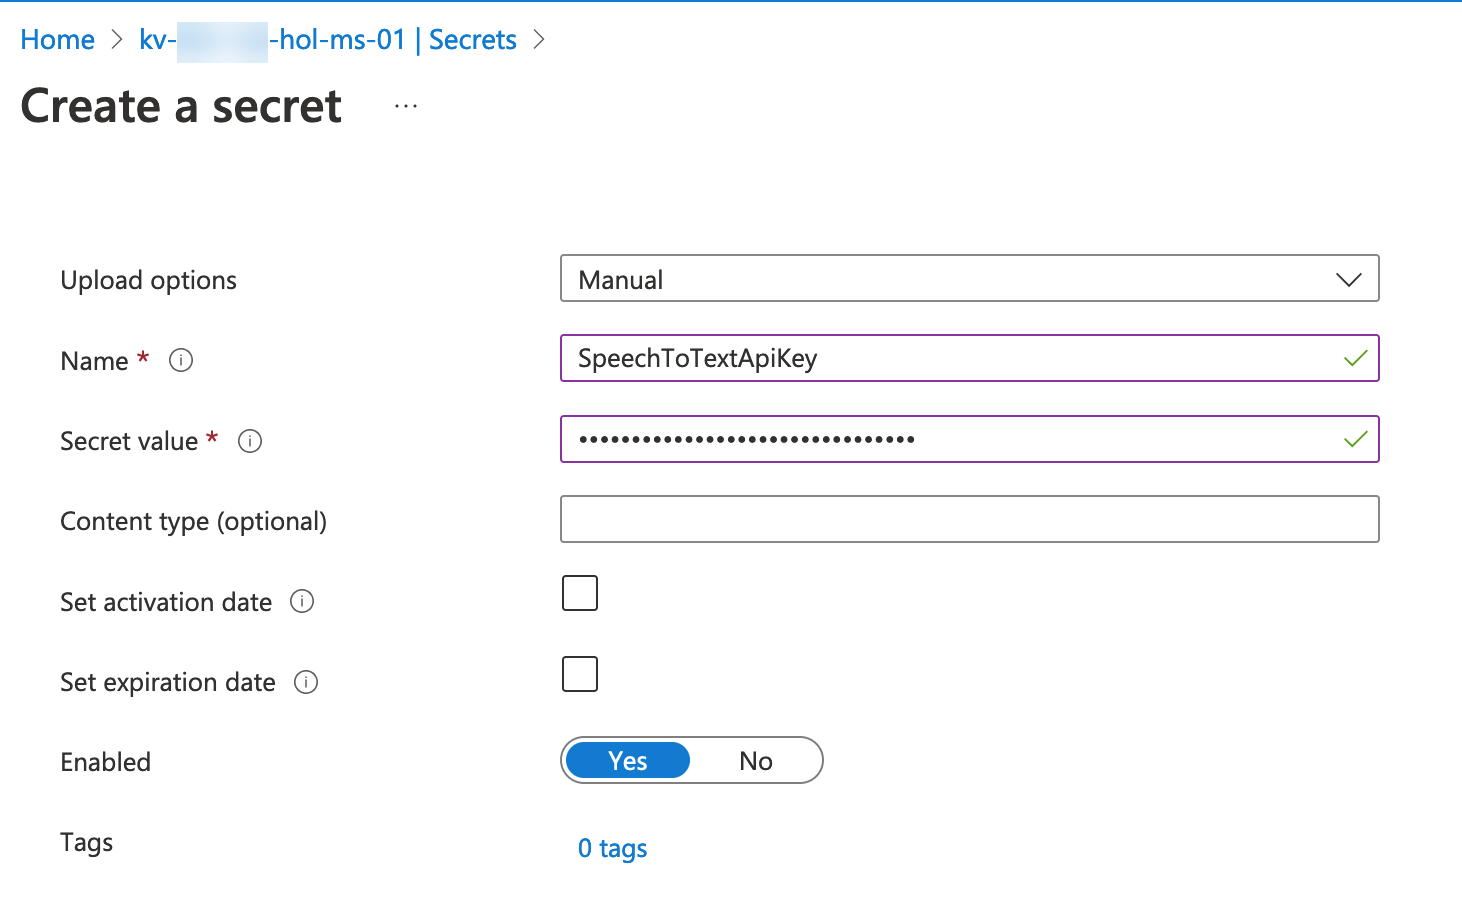 Home > kv- -hol-ms-01 | Secrets >
Create a secret ...
Upload options Manual
Name * SpeechToTextApiKey
Secret value * ••••••••••••••••••••••••••••••••
Content type (optional)
Set activation date
Set expiration date
Enabled Yes No
Tags 0 tags